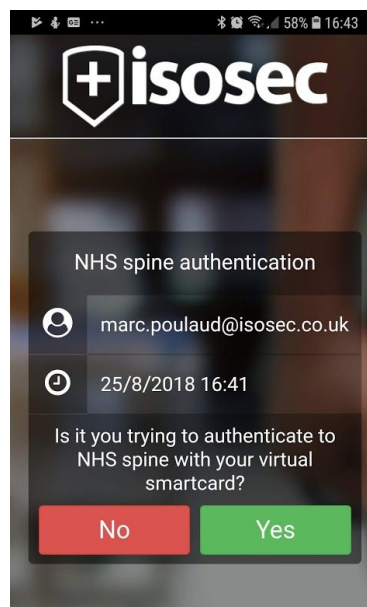 58% 16:43
isosec
NHS spine authentication
marc.poulaud@isosec.co.uk
25/8/2018 16:41
Is it you trying to authenticate to
NHS spine with your virtual
smartcard?
No Yes